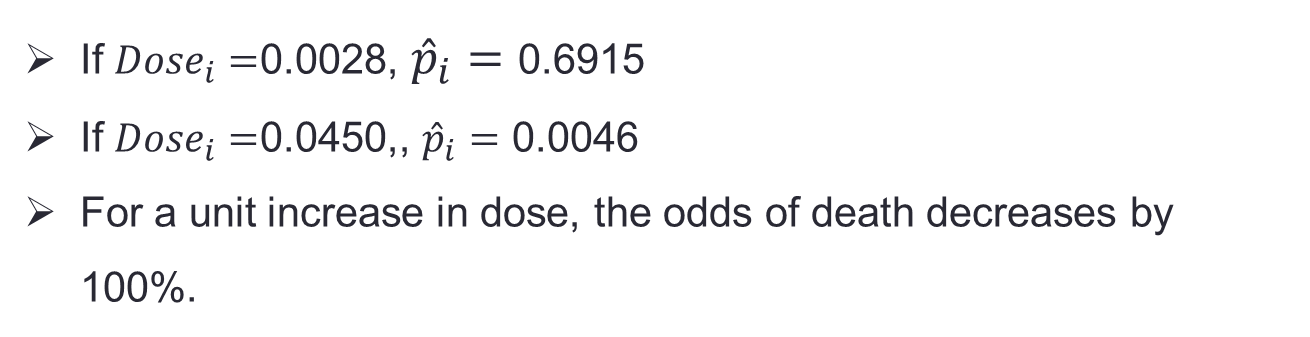 ➢ If 𝐷𝑜𝑠𝑒ᵢ =0.0028, 𝑝̂ᵢ = 0.6915
➢ If 𝐷𝑜𝑠𝑒ᵢ =0.0450,, 𝑝̂ᵢ = 0.0046
➢ For a unit increase in dose, the odds of death decreases by
100%.